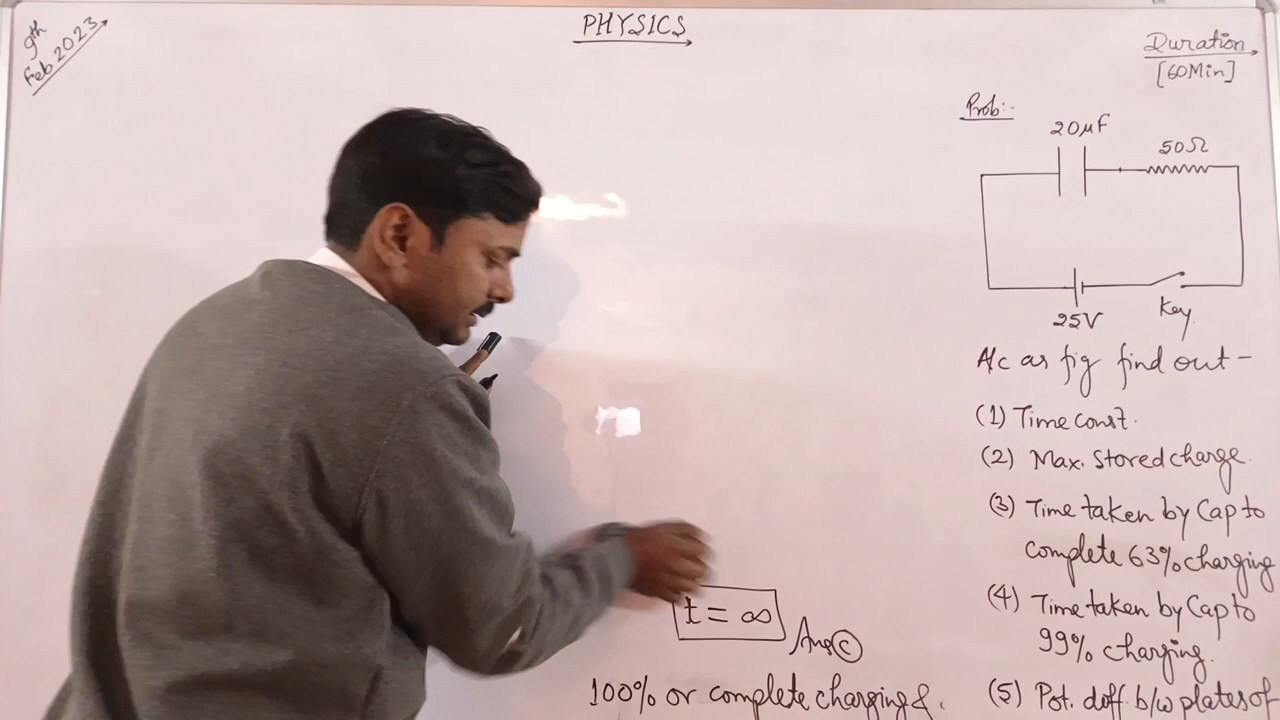 9th
Feb 2023
PHYSICS
Duration
[60Min]
Prob:-
20μF
50Ω
25V
Key
A/c as fig find out -
(1) Time const.
(2) Max. Stored charge.
(3) Time taken by Cap to
complete 63% charging
(4) Time taken by Cap to
99% charging.
(5) Pot. doff. b/w plates of
t = ∞
Ans©
100% or complete charging &.